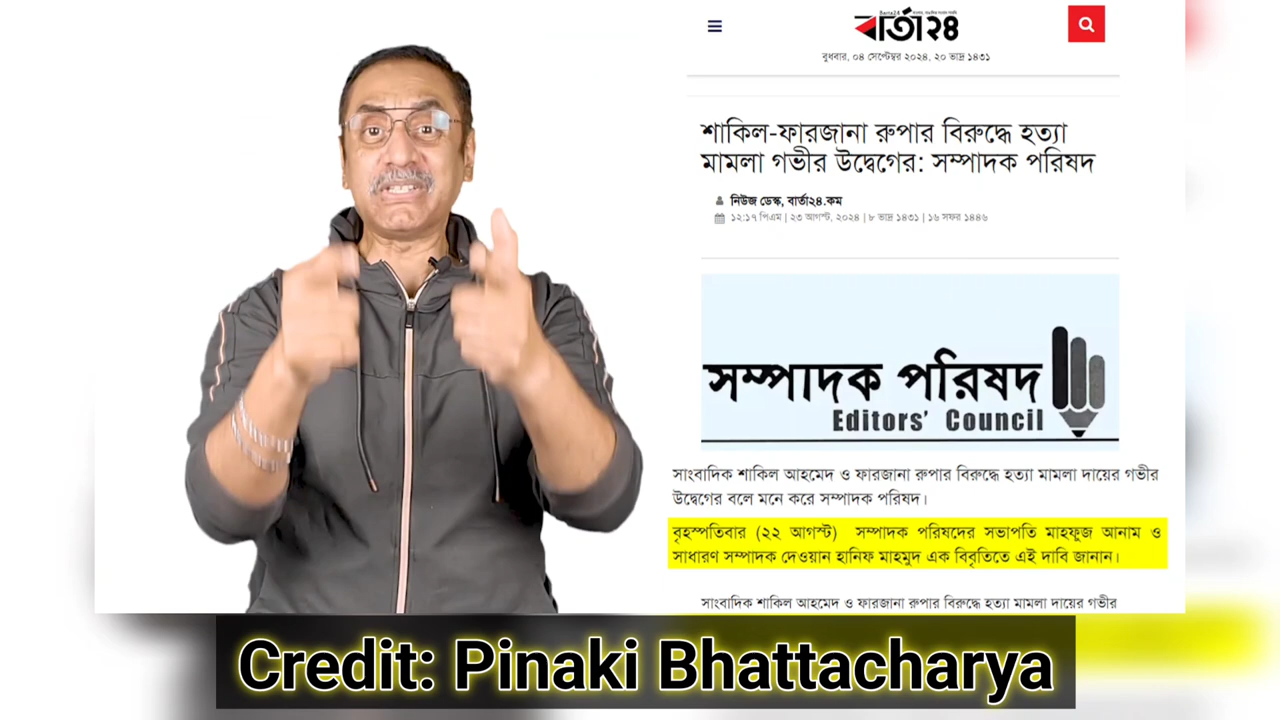 Barta24
বার্তা২৪
বুধবার, ০৪ সেপ্টেম্বর ২০২৪, ২০ ভাদ্র ১৪৩১
শাকিল-ফারজানা রুপার বিরুদ্ধে হত্যা
মামলা গভীর উদ্বেগের: সম্পাদক পরিষদ
নিউজ ডেস্ক, বার্তা২৪.কম
১২:১৭ পিএম | ২৩ আগস্ট, ২০২৪ | ৮ ভাদ্র ১৪৩১ | ১৬ সফর ১৪৪৬
সম্পাদক পরিষদ
Editors' Council
সাংবাদিক শাকিল আহমেদ ও ফারজানা রুপার বিরুদ্ধে হত্যা মামলা দায়ের গভীর
উদ্বেগের বলে মনে করে সম্পাদক পরিষদ।
বৃহস্পতিবার (২২ আগস্ট) সম্পাদক পরিষদের সভাপতি মাহফুজ আনাম ও
সাধারণ সম্পাদক দেওয়ান হানিফ মাহমুদ এক বিবৃতিতে এই দাবি জানান।
সাংবাদিক শাকিল আহমেদ ও ফারজানা রুপার বিরুদ্ধে হত্যা মামলা দায়ের গভীর
Credit: Pinaki Bhattacharya